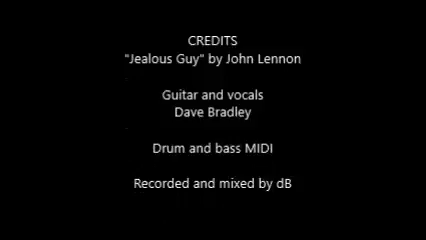 CREDITS
"Jealous Guy" by John Lennon
Guitar and vocals
Dave Bradley
Drum and bass MIDI
Recorded and mixed by dB